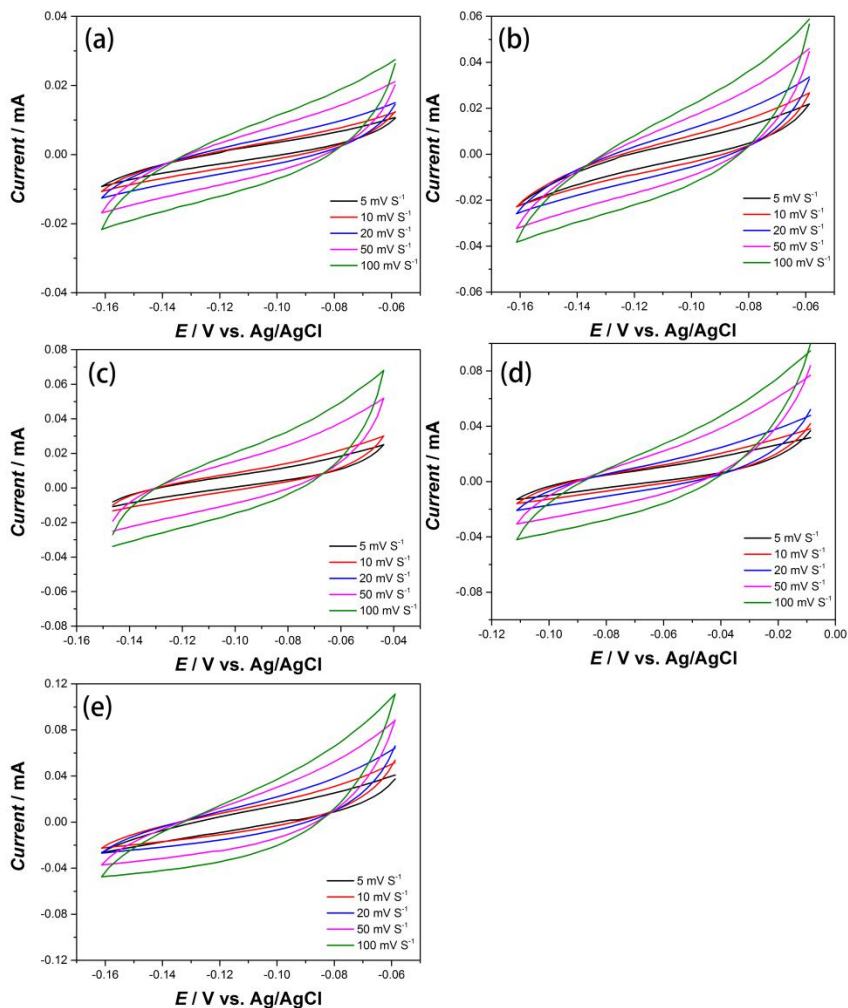 (a)
0.04
0.02
0.00
-0.02
-0.04
Current / mA
5 mV S⁻¹
10 mV S⁻¹
20 mV S⁻¹
50 mV S⁻¹
100 mV S⁻¹
-0.16 -0.14 -0.12 -0.10 -0.08 -0.06
E / V vs. Ag/AgCl
(b)
0.06
0.04
0.02
0.00
-0.02
-0.04
-0.06
Current / mA
5 mV S⁻¹
10 mV S⁻¹
20 mV S⁻¹
50 mV S⁻¹
100 mV S⁻¹
-0.16 -0.14 -0.12 -0.10 -0.08 -0.06
E / V vs. Ag/AgCl
(c)
0.08
0.06
0.04
0.02
0.00
-0.02
-0.04
-0.06
-0.08
Current / mA
5 mV S⁻¹
10 mV S⁻¹
20 mV S⁻¹
50 mV S⁻¹
100 mV S⁻¹
-0.16 -0.14 -0.12 -0.10 -0.08 -0.06 -0.04
E / V vs. Ag/AgCl
(d)
0.08
0.04
0.00
-0.04
-0.08
Current / mA
5 mV S⁻¹
10 mV S⁻¹
20 mV S⁻¹
50 mV S⁻¹
100 mV S⁻¹
-0.12 -0.10 -0.08 -0.06 -0.04 -0.02 0.00
E / V vs. Ag/AgCl
(e)
0.12
0.08
0.04
0.00
-0.04
-0.08
-0.12
Current / mA
5 mV S⁻¹
10 mV S⁻¹
20 mV S⁻¹
50 mV S⁻¹
100 mV S⁻¹
-0.16 -0.14 -0.12 -0.10 -0.08 -0.06
E / V vs. Ag/AgCl